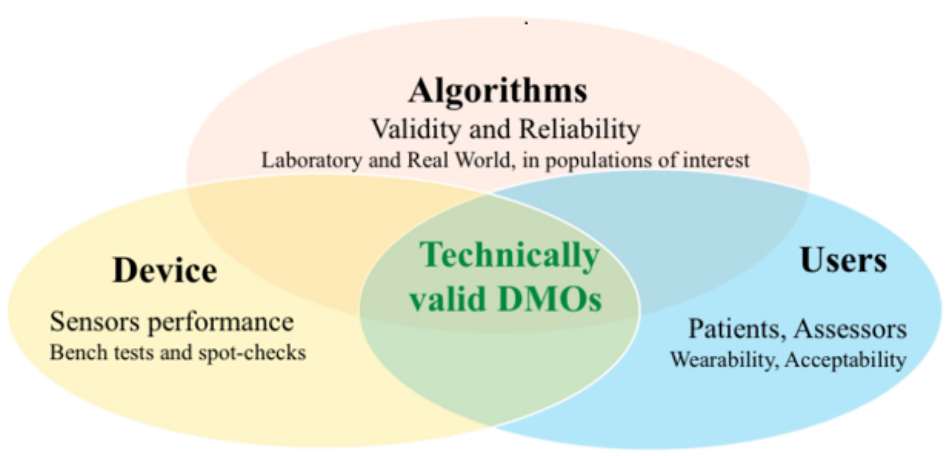 Algorithms
Validity and Reliability
Laboratory and Real World, in populations of interest
Device
Sensors performance
Bench tests and spot-checks
Technically
valid DMOs
Users
Patients, Assessors
Wearability, Acceptability